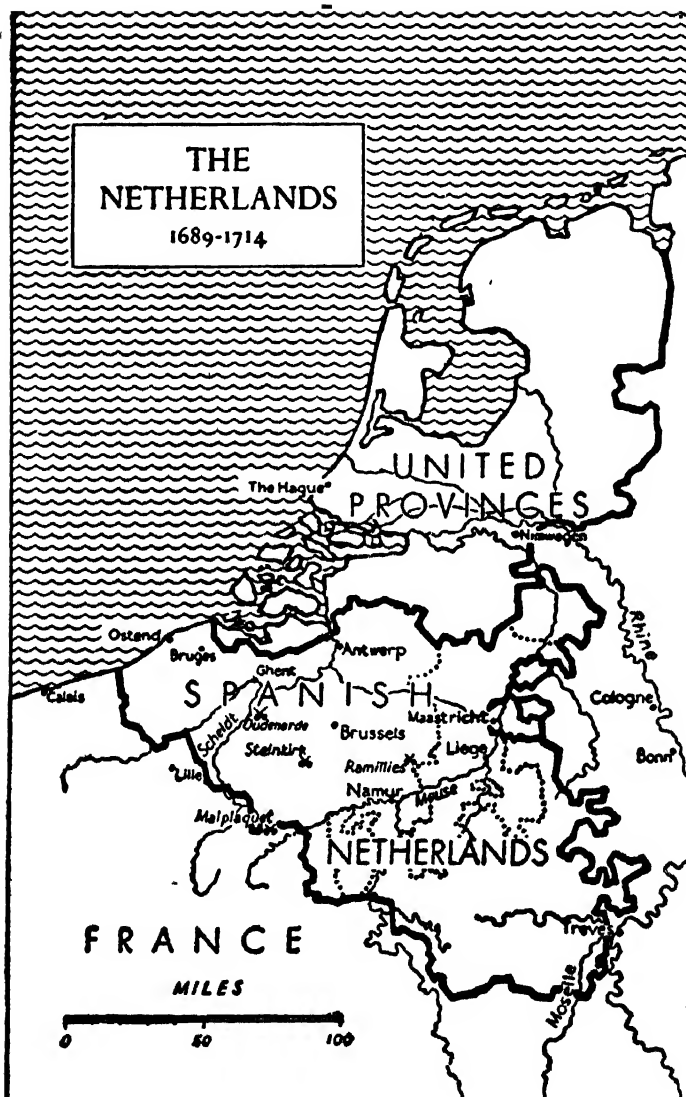 THE
NETHERLANDS
1689-1714
UNITED
PROVINCES
The Hague
Nimwegen
Rhine
Ostend
Bruges
Antwerp
Ghent
Calais
SPANISH
Cologne
Maastricht
Scheldt
Oudenarde
Brussels
Steinkirk
Liege
Bonn
Lille
Ramillies
Namur
Meuse
Malplaquet
NETHERLANDS
FRANCE
Treves
MILES
Moselle
0 50 100